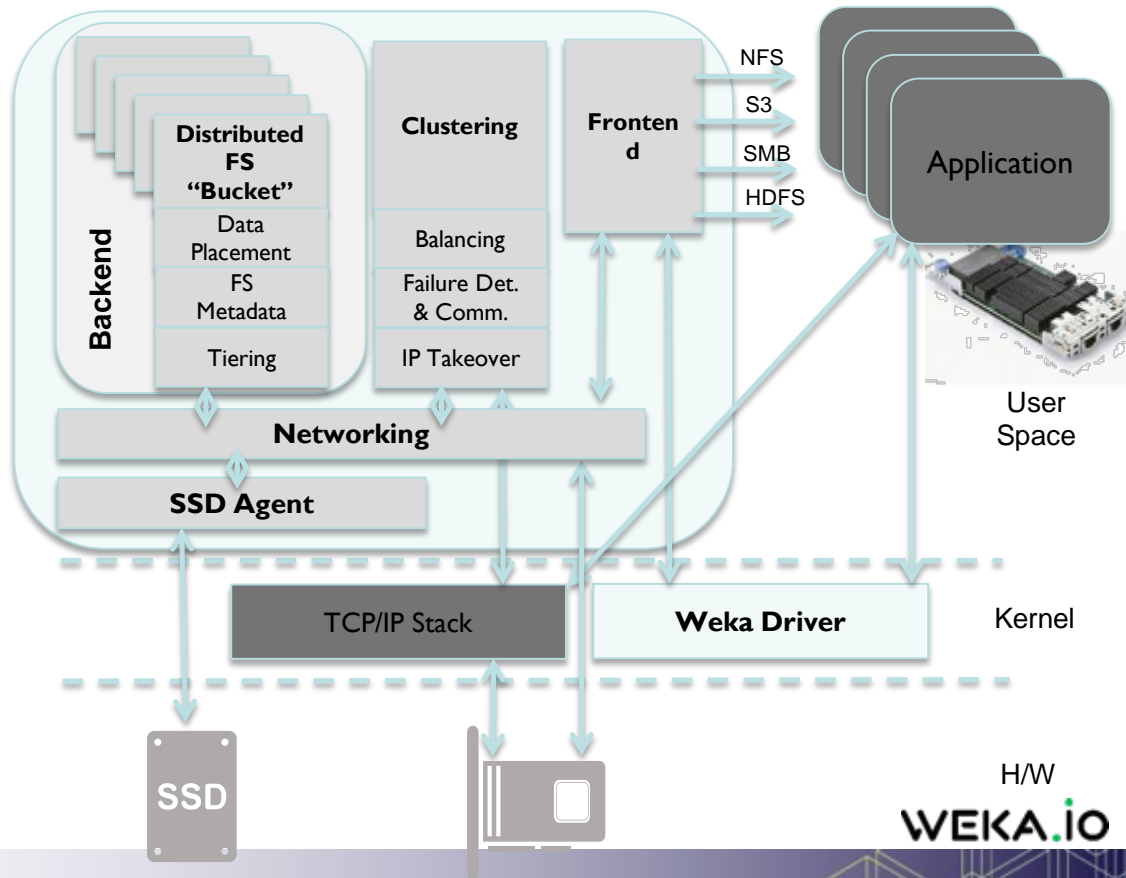 NFS
S3
SMB
HDFS
Backend
Distributed
FS
“Bucket”
Data
Placement
FS
Metadata
Tiering
Clustering
Balancing
Failure Det.
& Comm.
IP Takeover
Fronten
d
Application
Networking
SSD Agent
User
Space
TCP/IP Stack
Weka Driver
Kernel
SSD
H/W
WEKA.iO